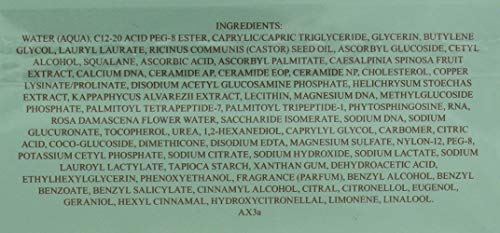 INGREDIENTS:
WATER (AQUA). C12-20 ACID PEG-8 ESTER, CAPRYLIC/CAPRIC TRIGLYCERIDE, GLYCERIN, BUTYLENE
GLYCOL, LAURYL LAURATE, RICINUS COMMUNIS (CASTOR) SEED OIL, ASCORBYL GLUCOSIDE, CETYL
ALCOHOL, SQUALANE, ASCORBIC ACID, ASCORBYL PALMITATE, CAESALPINIA SPINOSA FRUIT
EXTRACT, CALCIUM DNA, CERAMIDE AP, CERAMIDE EOP, CERAMIDE NP, CHOLESTEROL, COPPER
LYSINATE/PROLINATE, DISODIUM ACETYL GLUCOSAMINE PHOSPHATE, HELICHRYSUM STOECHAS
EXTRACT, KAPPAPHYCUS ALVAREZII EXTRACT, LECITHIN, MAGNESIUM DNA, METHYLGLUCOSIDE
PHOSPHATE, PALMITOYL TETRAPEPTIDE-7, PALMITOYL TRIPEPTIDE-1, PHYTOSPHINGOSINE, RNA,
ROSA DAMASCENA FLOWER WATER, SACCHARIDE ISOMERATE, SODIUM DNA, SODIUM
GLUCURONATE, TOCOPHEROL, UREA, 1,2-HEXANEDIOL, CAPRYLYL GLYCOL, CARBOMER, CITRIC
ACID, COCO-GLUCOSIDE, DIMETHICONE, DISODIUM EDTA, MAGNESIUM SULFATE, NYLON-12, PEG-8,
POTASSIUM CETYL PHOSPHATE, SODIUM CITRATE, SODIUM HYDROXIDE, SODIUM LACTATE, SODIUM
LAUROYL LACTYLATE, TAPIOCA STARCH, XANTHAN GUM, DEHYDROACETIC ACID,
ETHYLHEXYLGLYCERIN, PHENOXYETHANOL, FRAGRANCE (PARFUM), BENZYL ALCOHOL, BENZYL
BENZOATE, BENZYL SALICYLATE, CINNAMYL ALCOHOL, CITRAL, CITRONELLOL, EUGENOL,
GERANIOL, HEXYL CINNAMAL, HYDROXYCITRONELLAL, LIMONENE, LINALOOL.
AX3a